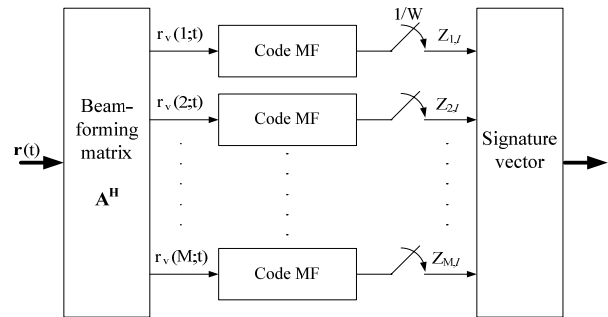 r(t)
Beam-
forming
matrix
A^H
r_v(1;t)
Code MF
1/W
Z_{1,l}
r_v(2;t)
Code MF
Z_{2,l}
r_v(M;t)
Code MF
Z_{M,l}
Signature
vector